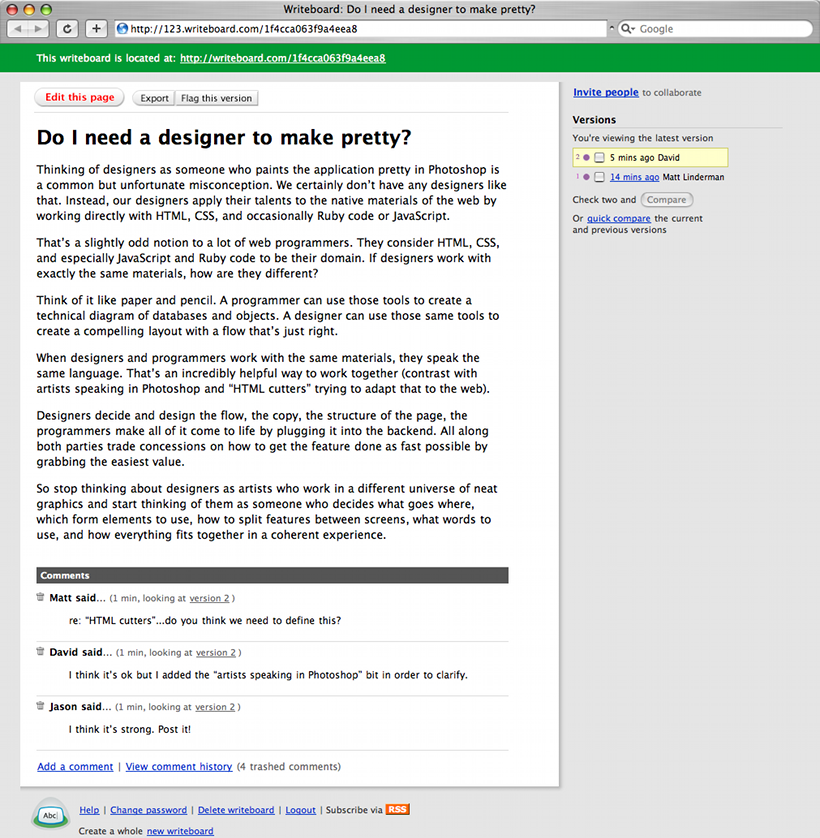 Writeboard: Do I need a designer to make pretty?
http://123.writeboard.com/1f4cca063f9a4eea8
Google
This writeboard is located at: http://writeboard.com/1f4cca063f9a4eea8
Edit this page
Export
Flag this version
Do I need a designer to make pretty?
Thinking of designers as someone who paints the application pretty in Photoshop is
a common but unfortunate misconception. We certainly don't have any designers like
that. Instead, our designers apply their talents to the native materials of the web by
working directly with HTML, CSS, and occasionally Ruby code or JavaScript.
That's a slightly odd notion to a lot of web programmers. They consider HTML, CSS,
and especially JavaScript and Ruby code to be their domain. If designers work with
exactly the same materials, how are they different?
Think of it like paper and pencil. A programmer can use those tools to create a
technical diagram of databases and objects. A designer can use those same tools to
create a compelling layout with a flow that's just right.
When designers and programmers work with the same materials, they speak the
same language. That's an incredibly helpful way to work together (contrast with
artists speaking in Photoshop and “HTML cutters” trying to adapt that to the web).
Designers decide and design the flow, the copy, the structure of the page, the
programmers make all of it come to life by plugging it into the backend. All along
both parties trade concessions on how to get the feature done as fast possible by
grabbing the easiest value.
So stop thinking about designers as artists who work in a different universe of neat
graphics and start thinking of them as someone who decides what goes where,
which form elements to use, how to split features between screens, what words to
use, and how everything fits together in a coherent experience.
Comments
Matt said... (1 min, looking at version 2 )
re: “HTML cutters”...do you think we need to define this?
David said... (1 min, looking at version 2 )
I think it's ok but I added the “artists speaking in Photoshop” bit in order to clarify.
Jason said... (1 min, looking at version 2 )
I think it's strong. Post it!
Add a comment | View comment history (4 trashed comments)
Invite people to collaborate
Versions
You're viewing the latest version
2 5 mins ago David
1 14 mins ago Matt Linderman
Check two and Compare
Or quick compare the current
and previous versions
Abc
Help | Change password | Delete writeboard | Logout | Subscribe via RSS
Create a whole new writeboard